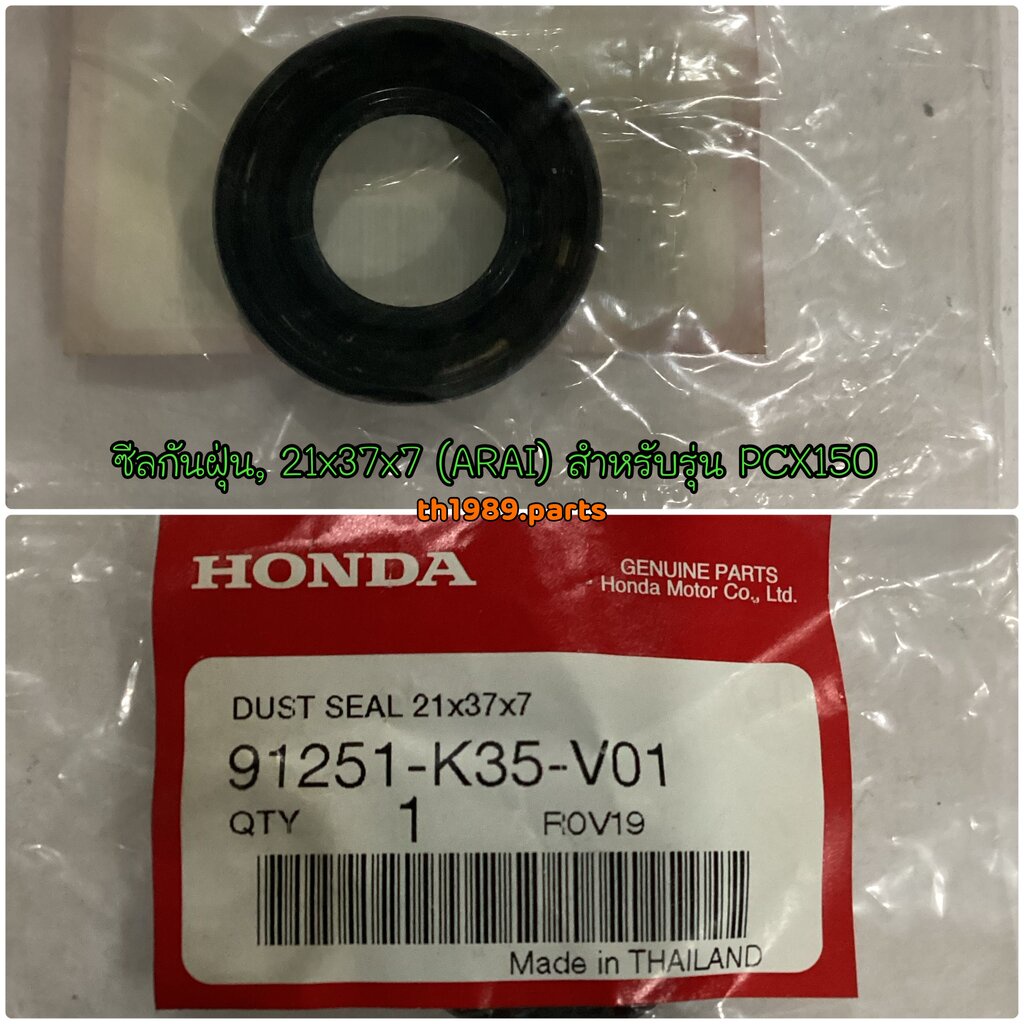 ซีลกันฝุ่น, 21x37x7 (ARAI) สำหรับรุ่น PCX150
th1989.parts
HONDA
GENUINE PARTS
Honda Motor Co., Ltd.
DUST SEAL 21x37x7
91251-K35-V01
QTY 1 R0V19
Made in THAILAND